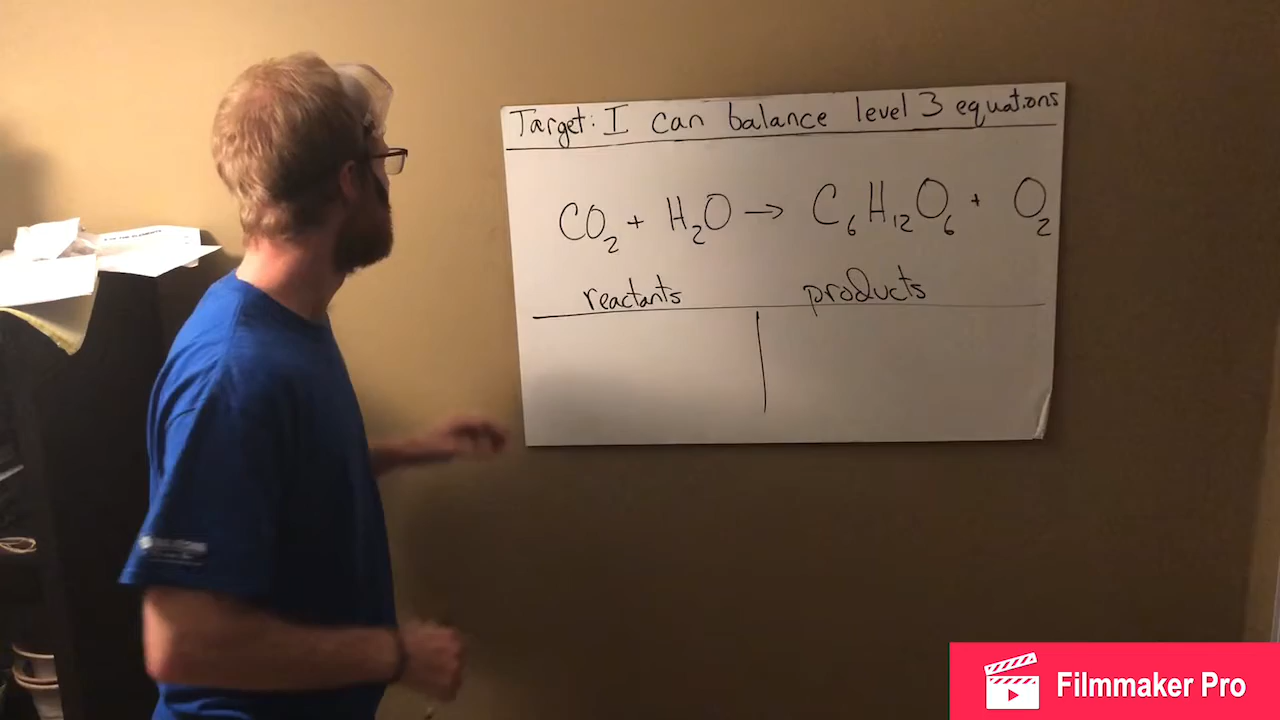 Target: I can balance level 3 equations
CO₂ + H₂O → C₆H₁₂O₆ + O₂
reactants products
Filmmaker Pro